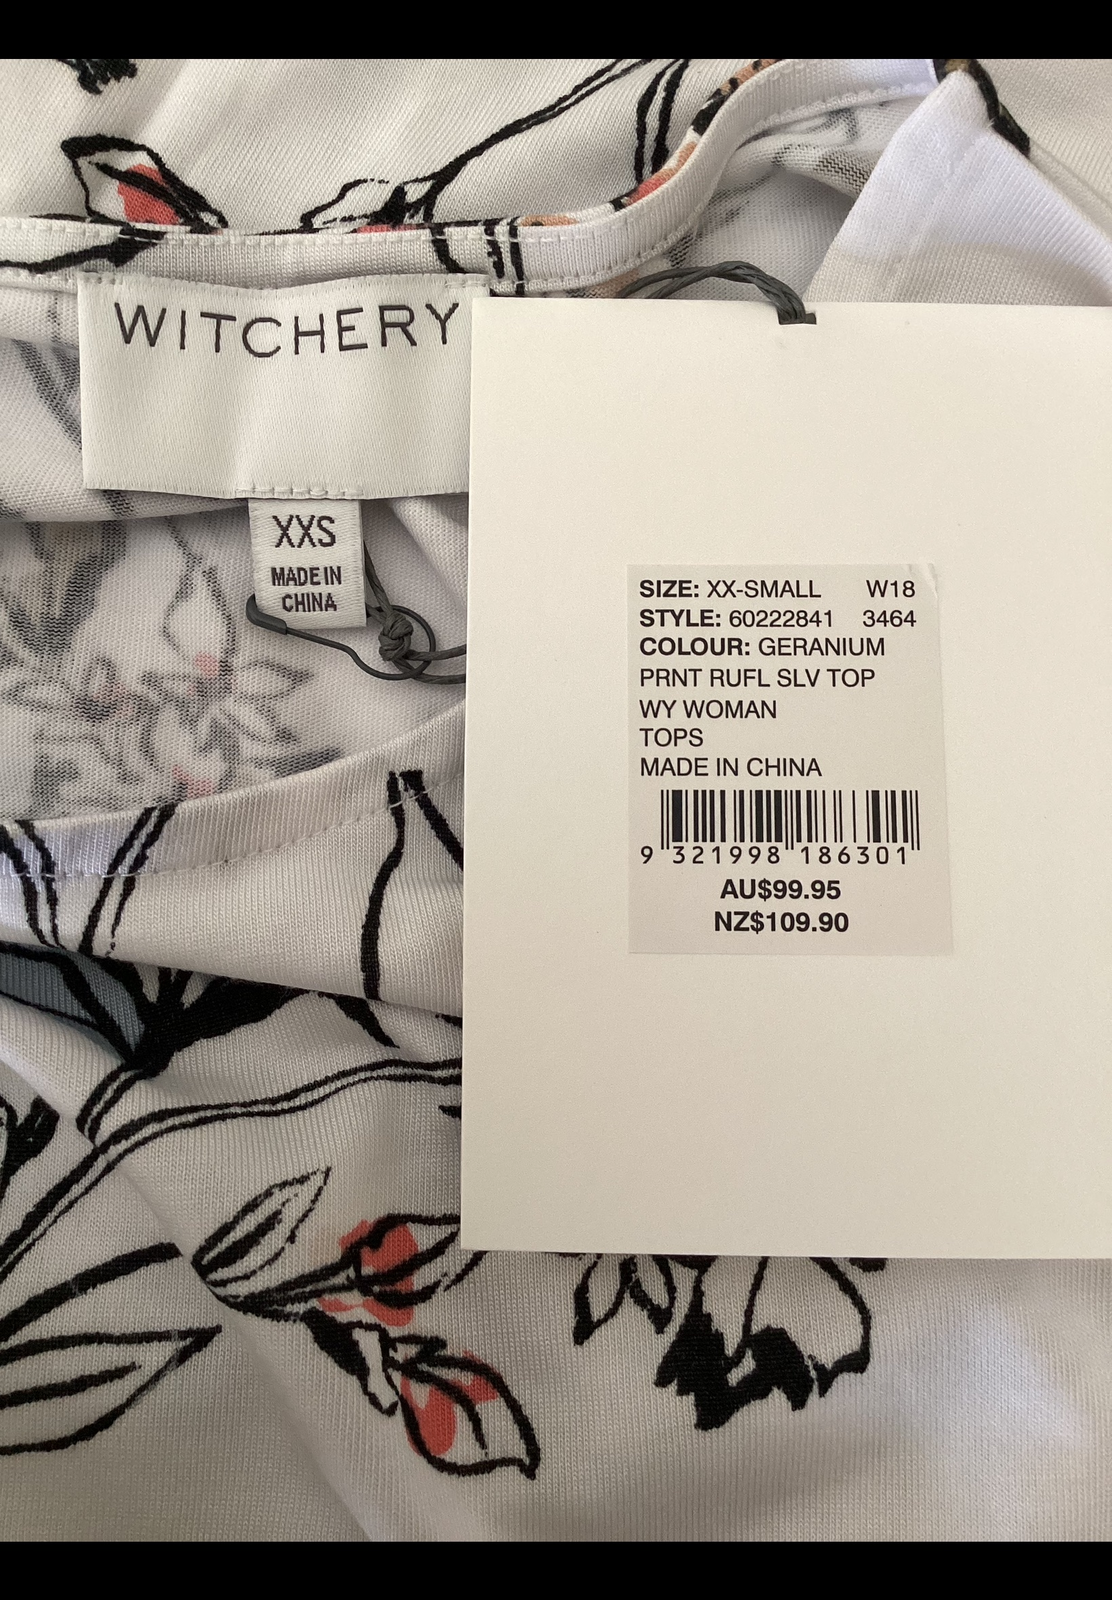 WITCHERY
XXS
MADE IN
CHINA
SIZE: XX-SMALL W18
STYLE: 60222841 3464
COLOUR: GERANIUM
PRNT RUFL SLV TOP
WY WOMAN
TOPS
MADE IN CHINA
9 321998 186301
AU$99.95
NZ$109.90